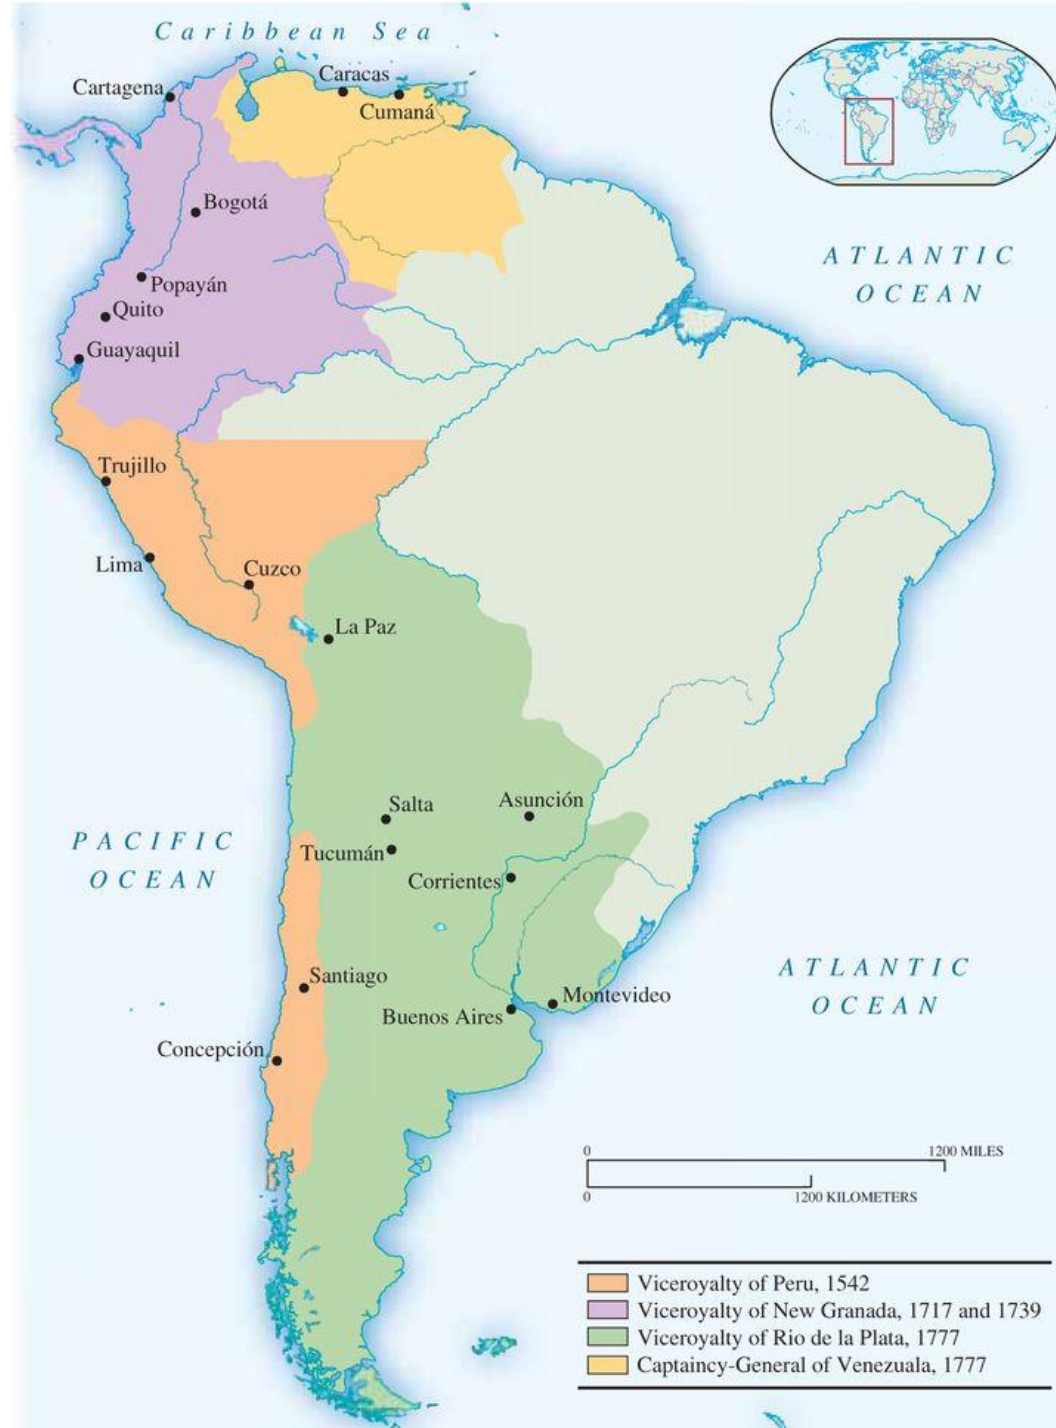 Caribbean Sea
Cartagena
Caracas
Cumaná
Bogotá
ATLANTIC
OCEAN
Popayán
Quito
Guayaquil
Trujillo
Lima
Cuzco
La Paz
Salta
Asunción
PACIFIC
OCEAN
Tucumán
Corrientes
Santiago
Montevideo
ATLANTIC
OCEAN
Buenos Aires
Concepción
0 1200 MILES
0 1200 KILOMETERS
Viceroyalty of Peru, 1542
Viceroyalty of New Granada, 1717 and 1739
Viceroyalty of Rio de la Plata, 1777
Captaincy-General of Venezuala, 1777